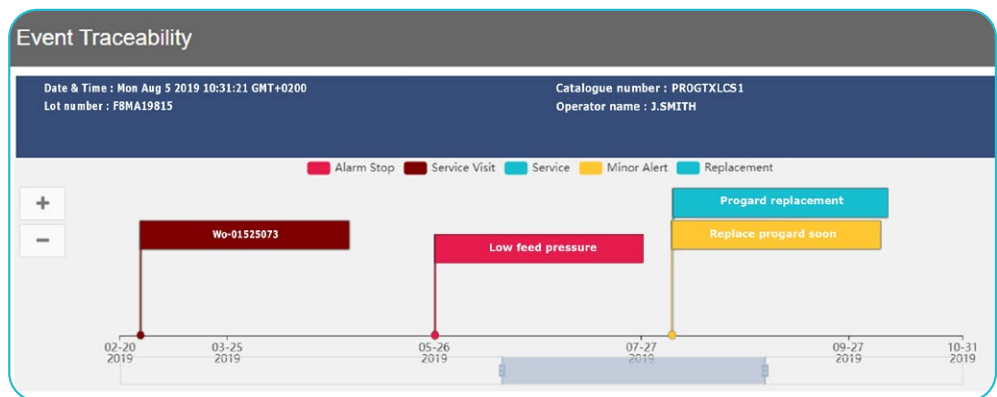 Event Traceability
Date & Time : Mon Aug 5 2019 10:31:21 GMT+0200
Lot number : F8MA19815
Catalogue number : PR0GTXLCS1
Operator name : J.SMITH
Alarm Stop Service Visit Service Minor Alert Replacement
+
−
Progard replacement
Wo-01525073
Replace progard soon
Low feed pressure
02-20 03-25 05-26 07-27 09-27 10-31
2019 2019 2019 2019 2019 2019